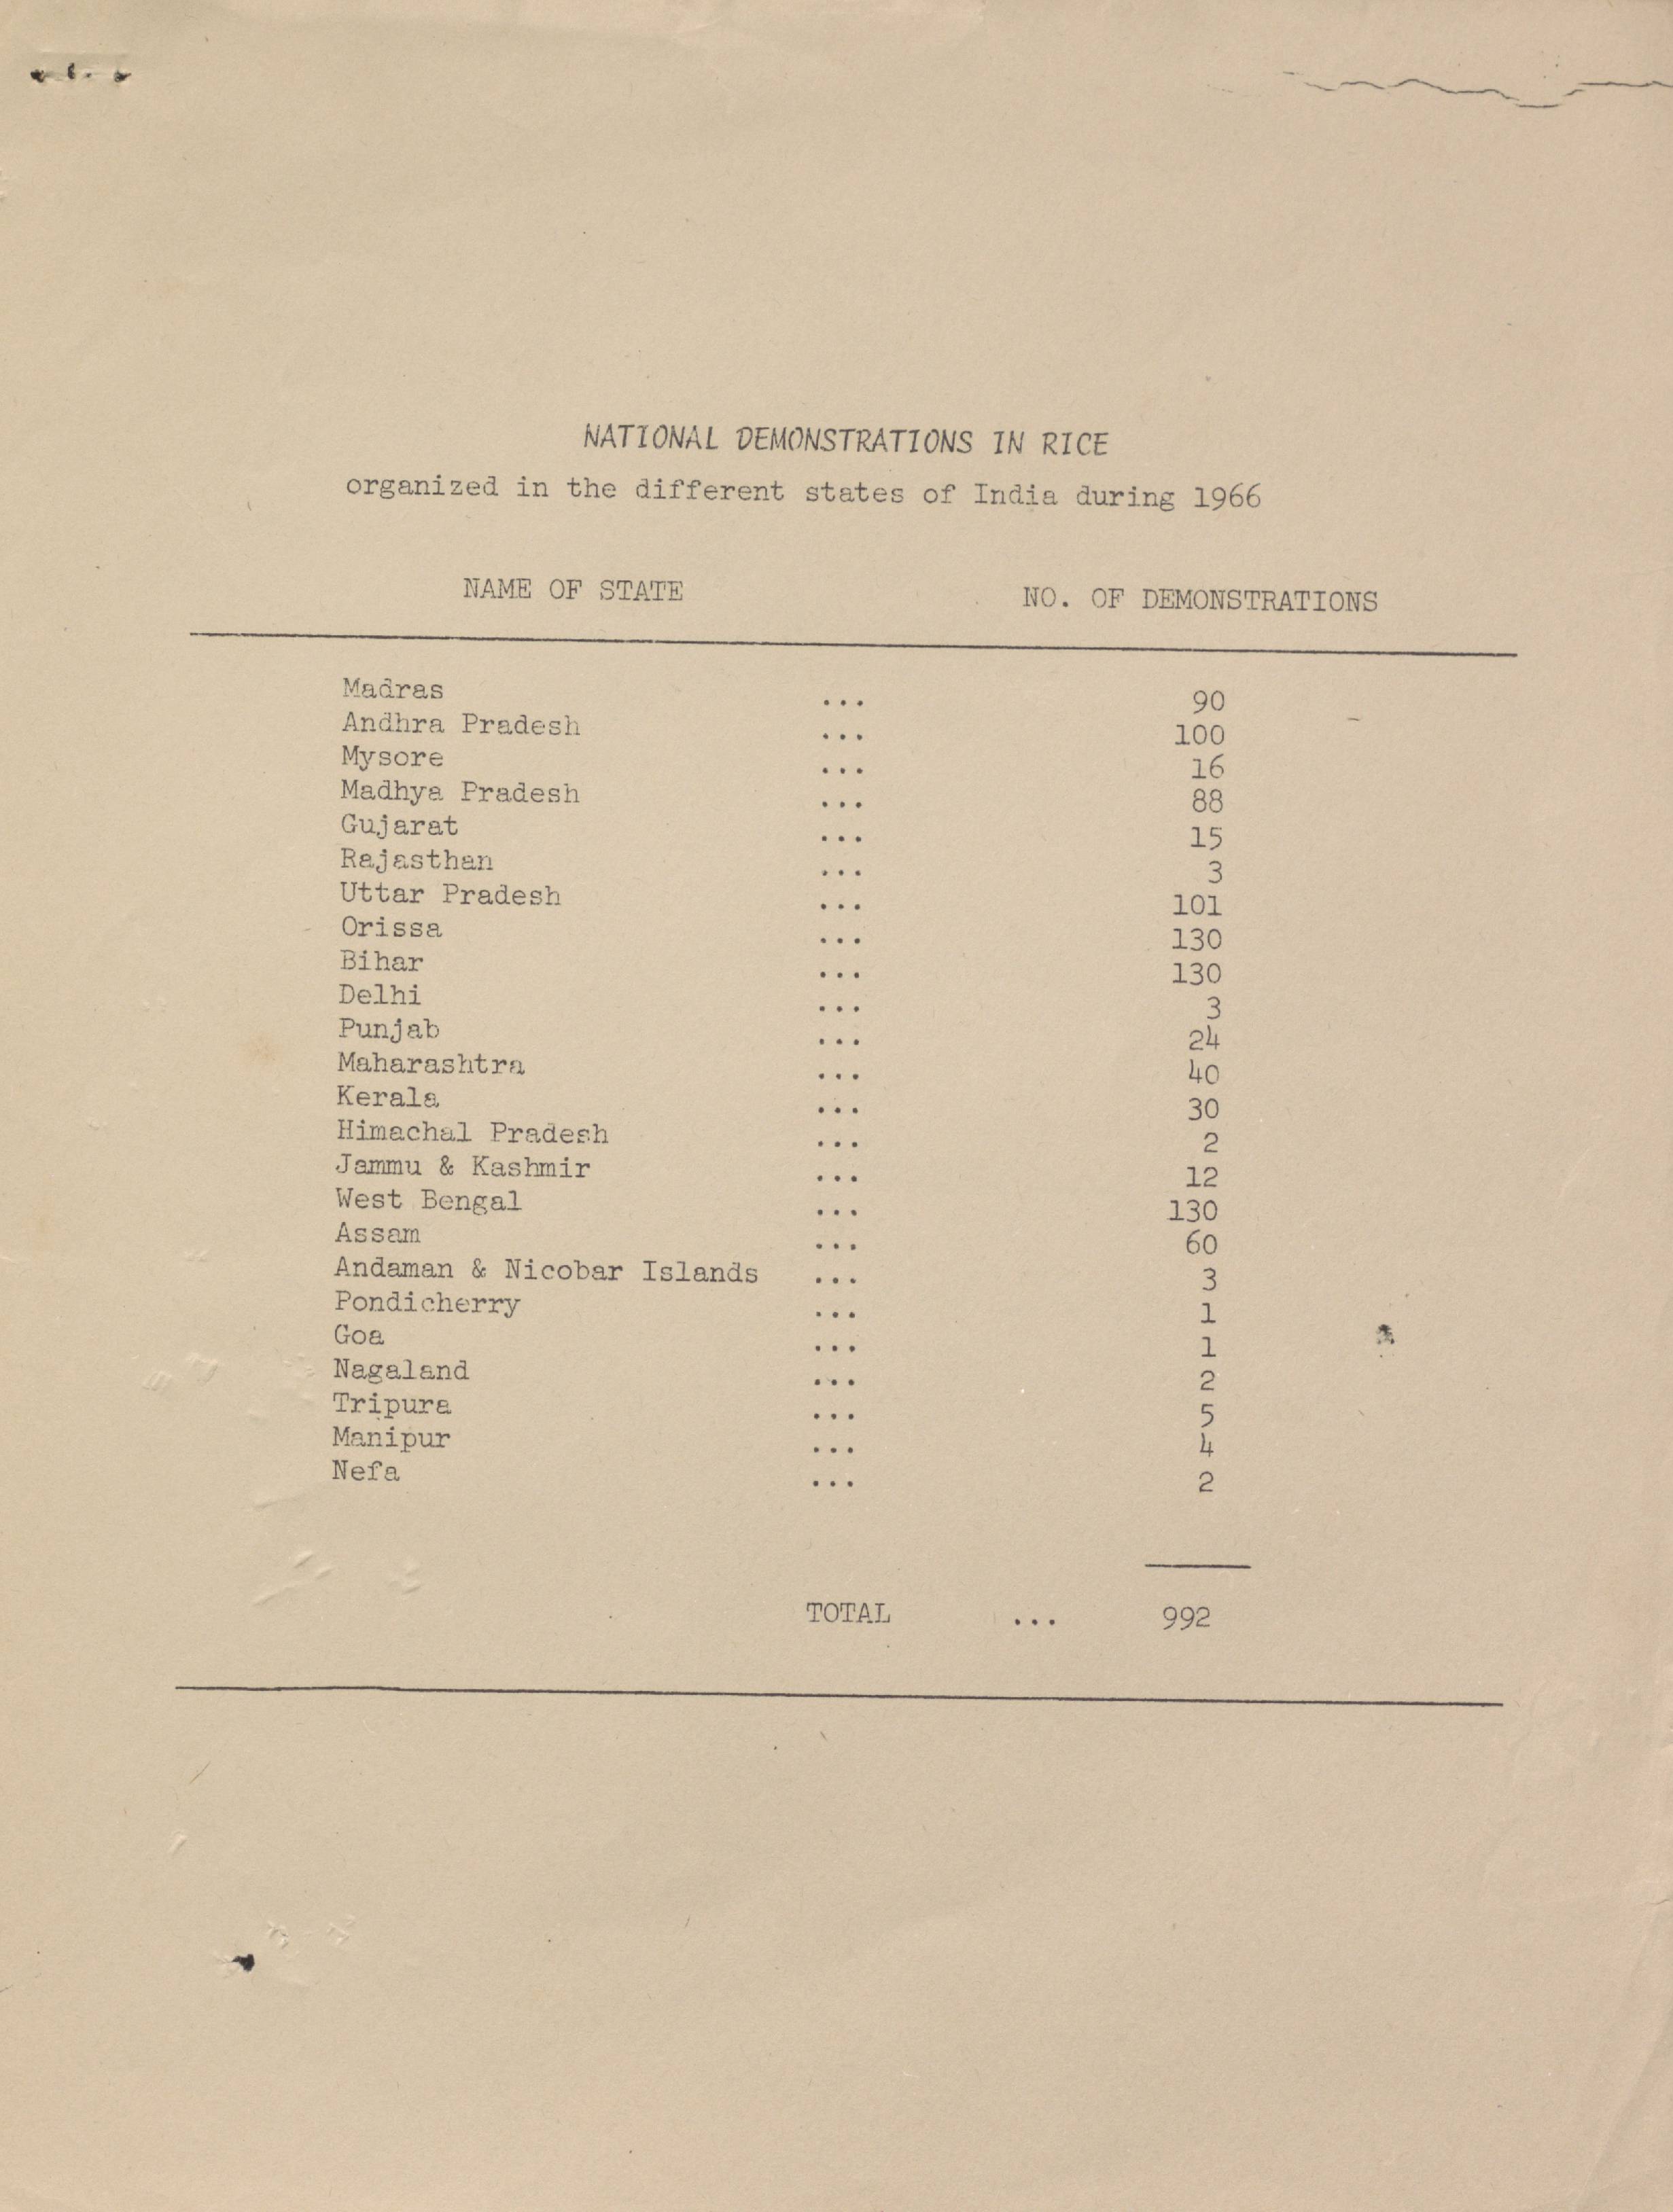 NATIONAL DEMONSTRATIONS IN RICE
organized in the different states of India during 1966
NAME OF STATE NO. OF DEMONSTRATIONS
Madras ... 90
Andhra Pradesh ... 100
Mysore ... 16
Madhya Pradesh ... 88
Gujarat ... 15
Rajasthan ... 3
Uttar Pradesh ... 101
Orissa ... 130
Bihar ... 130
Delhi ... 3
Punjab ... 24
Maharashtra ... 40
Kerala ... 30
Himachal Pradesh ... 2
Jammu & Kashmir ... 12
West Bengal ... 130
Assam ... 60
Andaman & Nicobar Islands ... 3
Pondicherry ... 1
Goa ... 1
Nagaland ... 2
Tripura ... 5
Manipur ... 4
Nefa ... 2
TOTAL ... 992